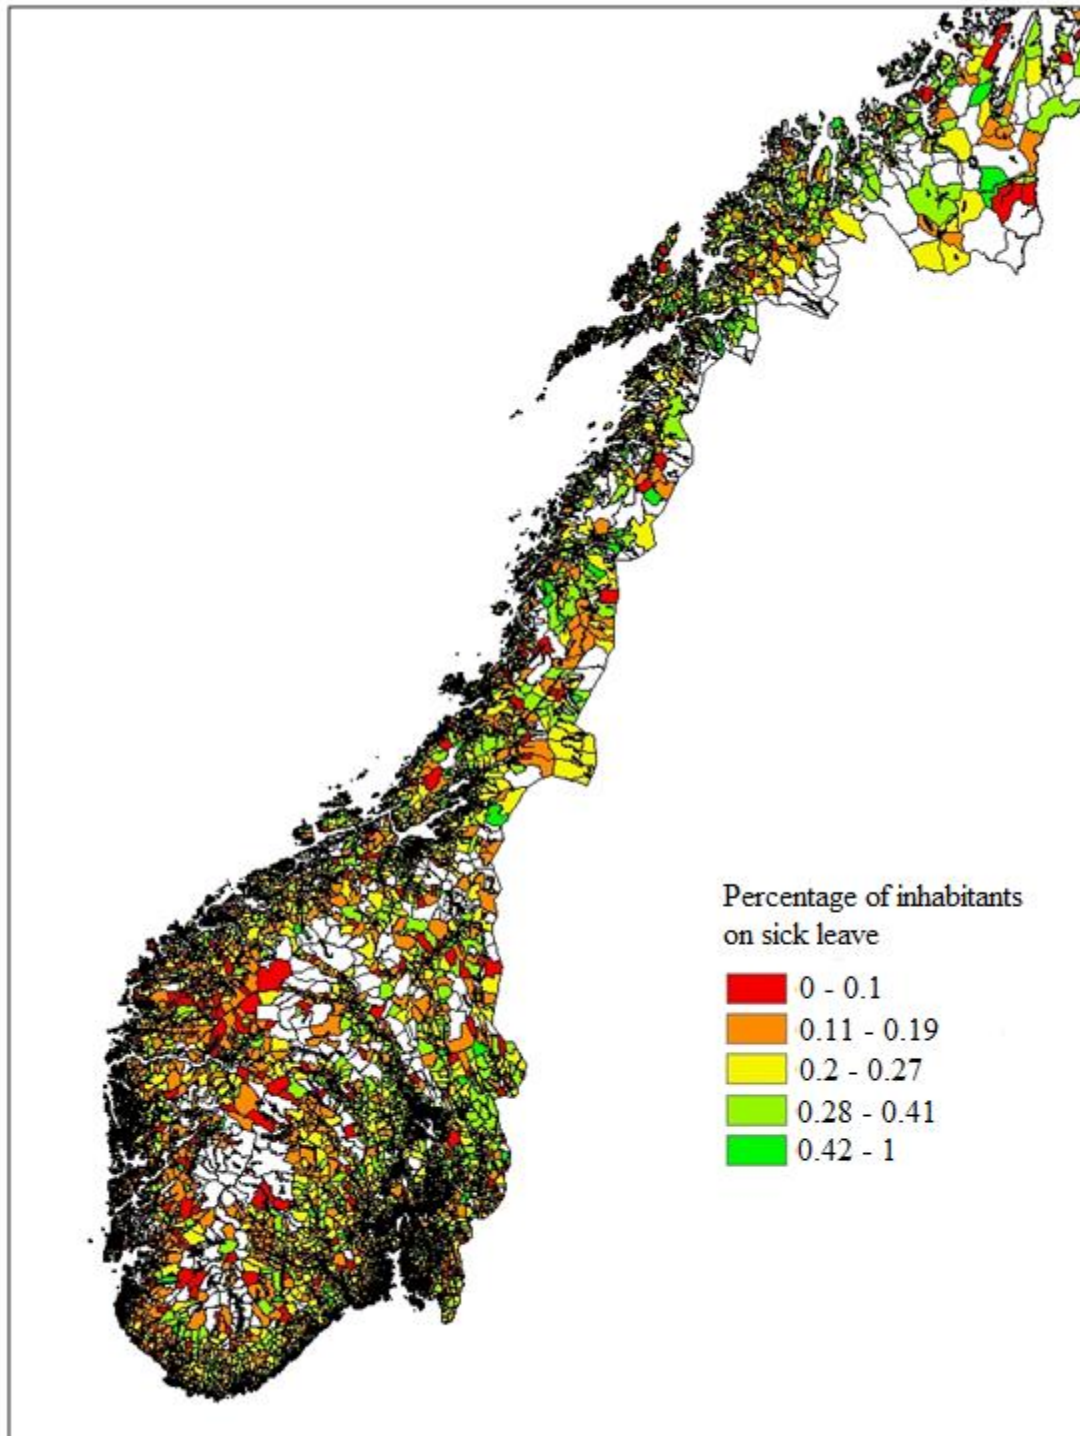 Percentage of inhabitants
on sick leave
0 - 0.1
0.11 - 0.19
0.2 - 0.27
0.28 - 0.41
0.42 - 1